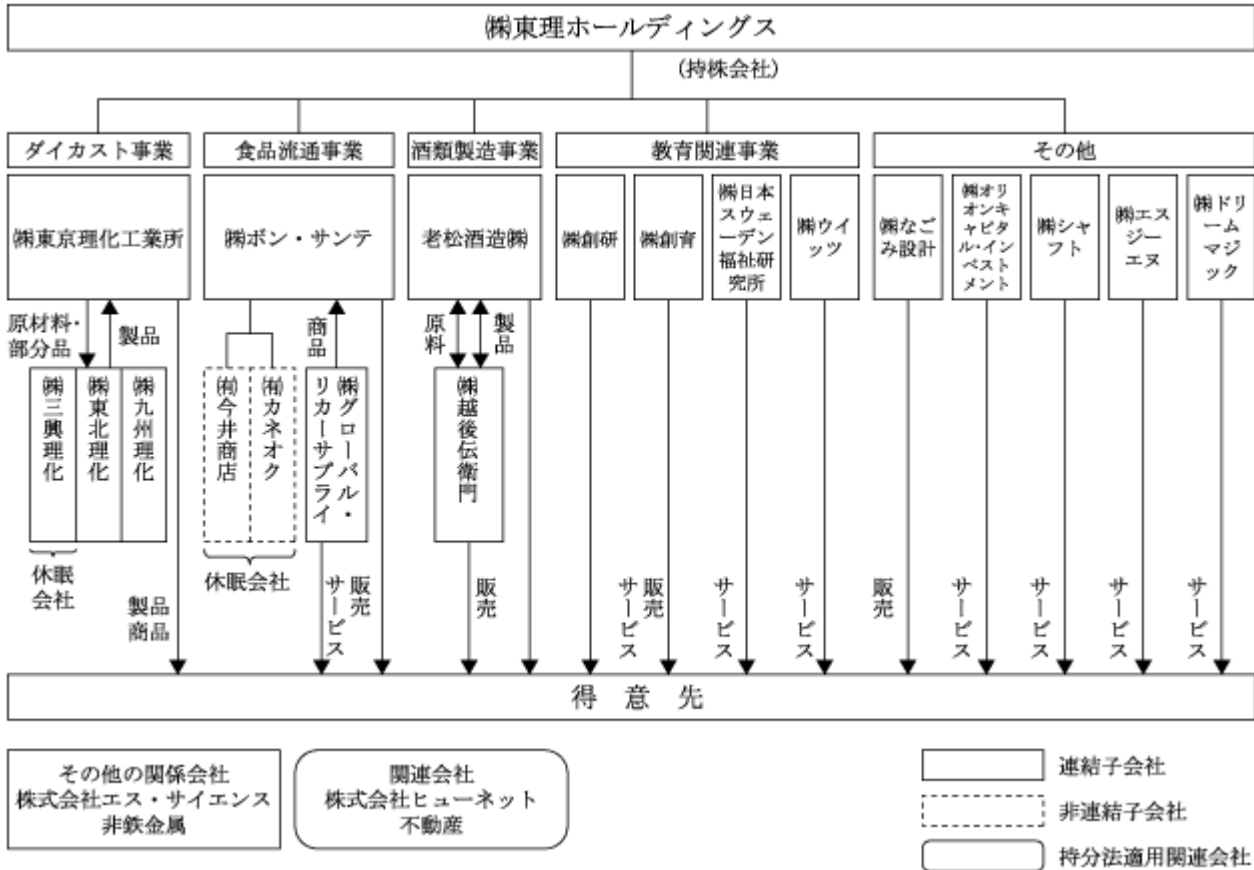 ㈱東理ホールディングス
(持株会社)
ダイカスト事業
食品流通事業
酒類製造事業
教育関連事業
その他
㈱東京理化工業所
㈱ボン・サンテ
老松酒造㈱
㈱創研
㈱創育
㈱日本
スウェ
ーデン
福祉研
究所
㈱ウイ
ッツ
㈱なご
み設計
㈱オリ
オンキ
ャピタ
ル・イン
ベスト
メント
㈱シャ
フト
㈱エス
ジー
エヌ
㈱ドリ
ーム
マジ
ック
原材料・
部分品
製品
商品
原料
製品
㈱三興理化
㈱東北理化
㈱九州理化
㈲今井商店
㈲カネオク
㈱グローバル・
リカーサプライ
㈱越後伝衛門
休眠
会社
休眠会社
製品
商品
サービス
販売
販売
サービス
販売
サービス
サービス
販売
サービス
サービス
サービス
サービス
得意先
その他の関係会社
株式会社エス・サイエンス
非鉄金属
関連会社
株式会社ヒューネット
不動産
連結子会社
非連結子会社
持分法適用関連会社